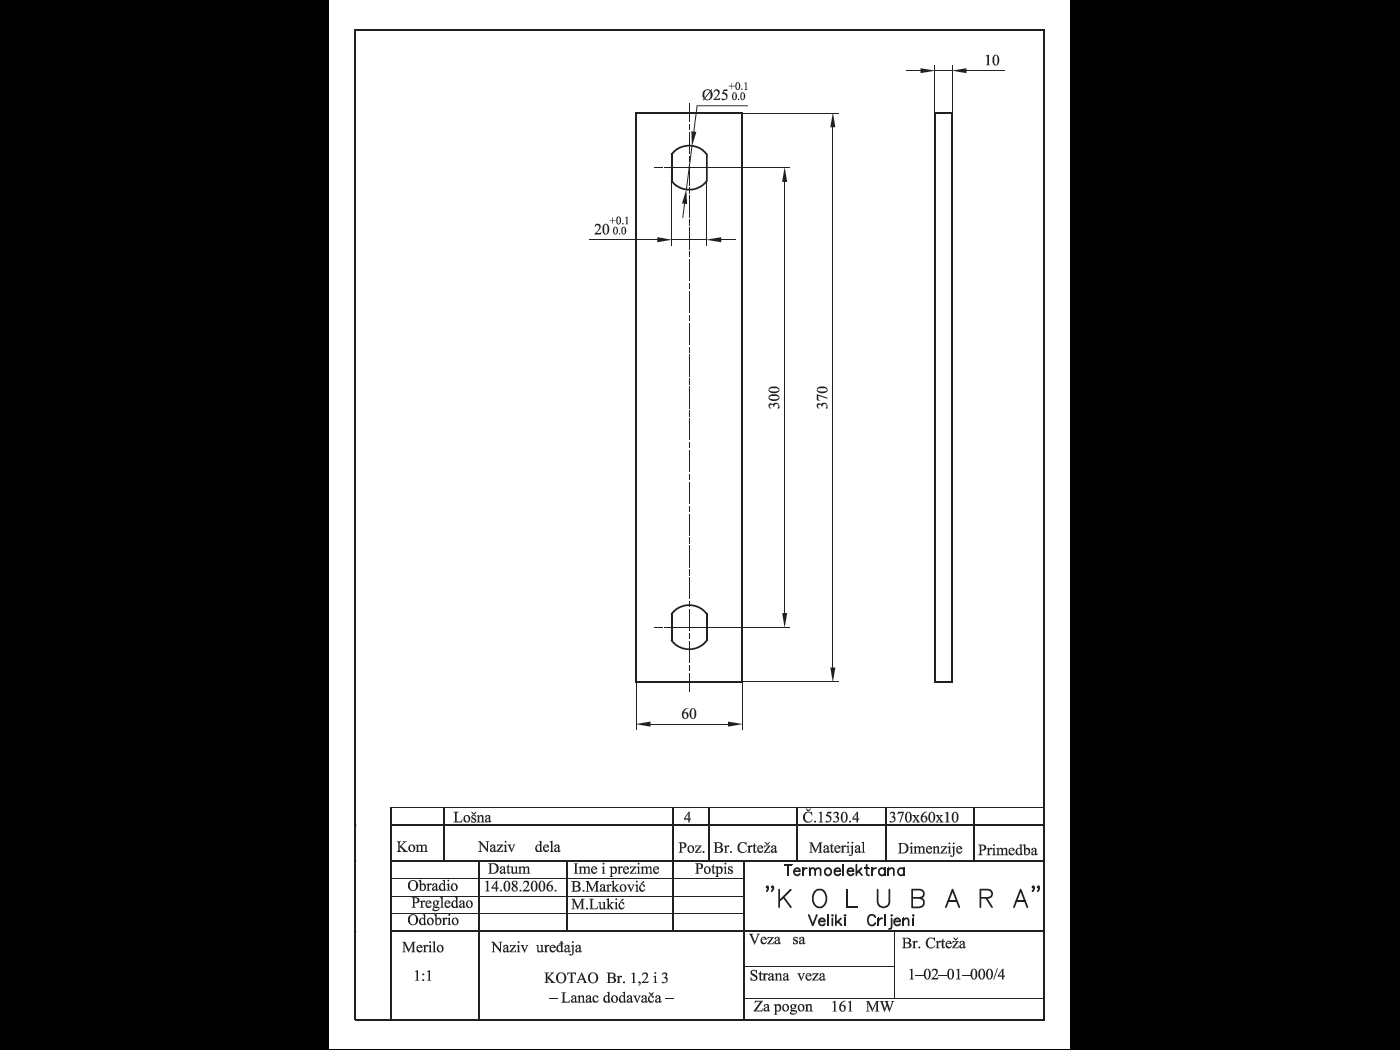 10
Ø25 +0.1 0.0
20 +0.1 0.0
300
370
60
Lošna 4 Č.1530.4 370x60x10
Kom Naziv dela Poz. Br. Crteža Materijal Dimenzije Primedba
Datum Ime i prezime Potpis
Obradio 14.08.2006. B.Marković
Pregledao M.Lukić
Odobrio
Termoelektrana
"KOLUBARA"
Veliki Crljeni
Merilo
1:1
Naziv uređaja
KOTAO Br. 1,2 i 3
– Lanac dodavača –
Veza sa
Strana veza
Br. Crteža
1–02–01–000/4
Za pogon 161 MW